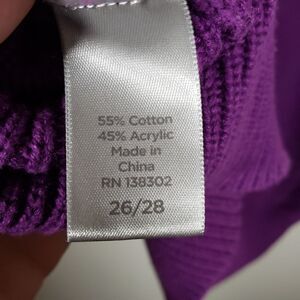 55% Cotton
45% Acrylic
Made in
China
RN 138302
26/28